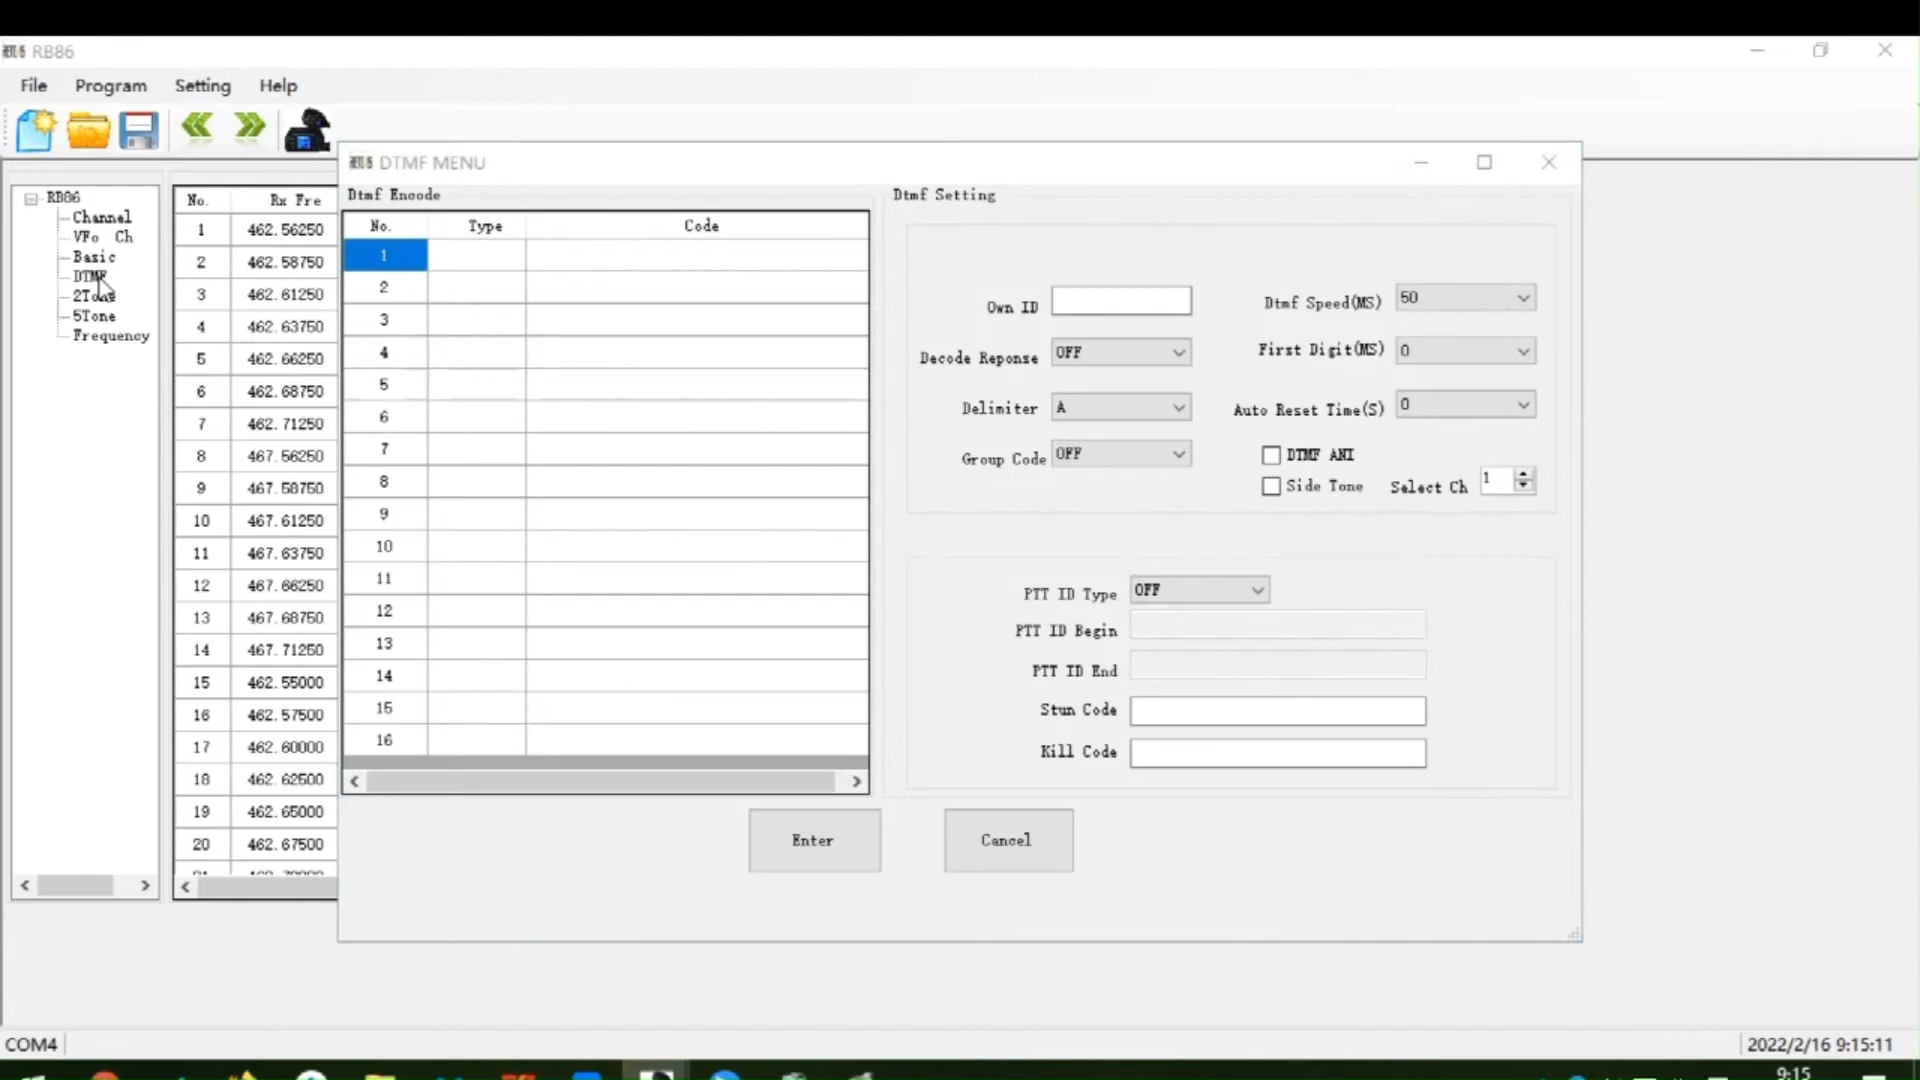 RB86
File Program Setting Help
DTMF MENU
RB86
Channel
VFo Ch
Basic
DTMF
2Tone
5Tone
Frequency
No. Rx Fre
1 462.56250
2 462.58750
3 462.61250
4 462.63750
5 462.66250
6 462.68750
7 462.71250
8 467.56250
9 467.58750
10 467.61250
11 467.63750
12 467.66250
13 467.68750
14 467.71250
15 462.55000
16 462.57500
17 462.60000
18 462.62500
19 462.65000
20 462.67500
Dtmf Encode
No. Type Code
1
2
3
4
5
6
7
8
9
10
11
12
13
14
15
16
Dtmf Setting
Own ID
Decode Reponse OFF
Delimiter A
Group Code OFF
Dtmf Speed(MS) 50
First Digit(MS) 0
Auto Reset Time(S) 0
DTMF ANI
Side Tone Select Ch 1
PTT ID Type OFF
PTT ID Begin
PTT ID End
Stun Code
Kill Code
Enter Cancel
COM4 2022/2/16 9:15:11
9:15